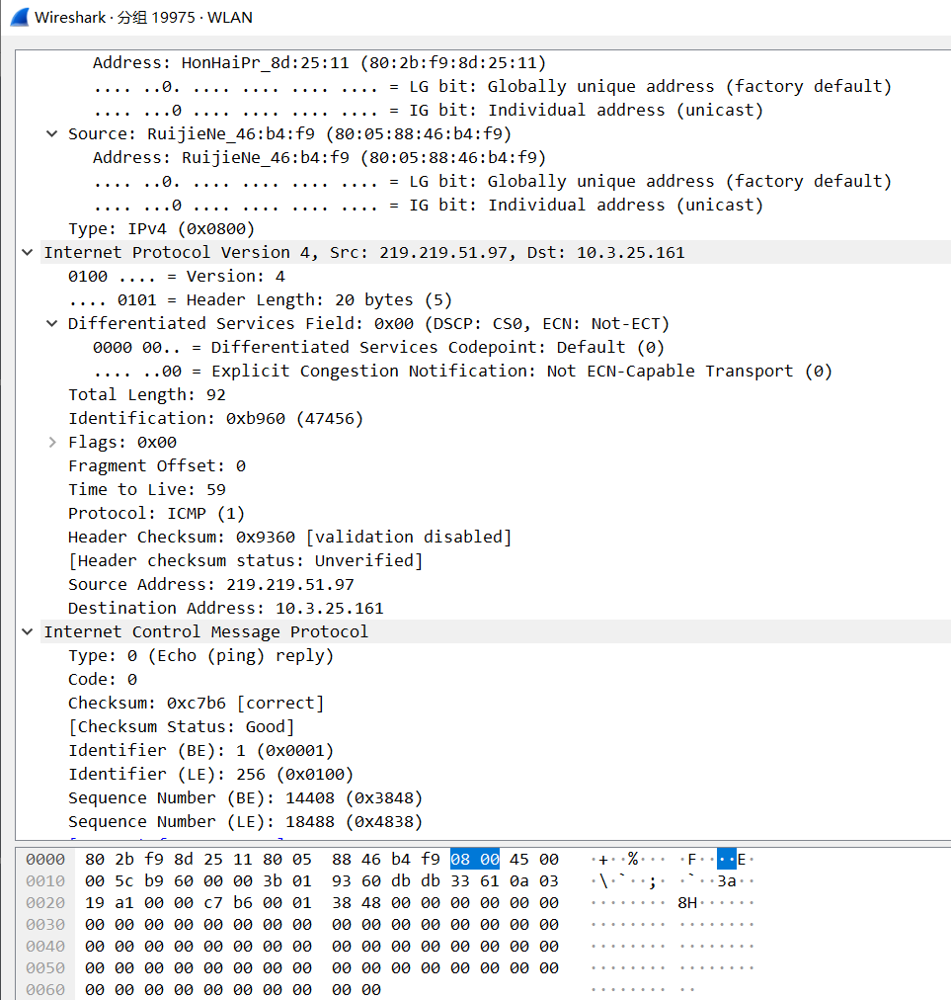 Wireshark · 分组 19975 · WLAN
Address: HonHaiPr_8d:25:11 (80:2b:f9:8d:25:11)
.... ..0. .... .... .... .... = LG bit: Globally unique address (factory default)
.... ...0 .... .... .... .... = IG bit: Individual address (unicast)
Source: RuijieNe_46:b4:f9 (80:05:88:46:b4:f9)
Address: RuijieNe_46:b4:f9 (80:05:88:46:b4:f9)
.... ..0. .... .... .... .... = LG bit: Globally unique address (factory default)
.... ...0 .... .... .... .... = IG bit: Individual address (unicast)
Type: IPv4 (0x0800)
Internet Protocol Version 4, Src: 219.219.51.97, Dst: 10.3.25.161
0100 .... = Version: 4
.... 0101 = Header Length: 20 bytes (5)
Differentiated Services Field: 0x00 (DSCP: CS0, ECN: Not-ECT)
0000 00.. = Differentiated Services Codepoint: Default (0)
.... ..00 = Explicit Congestion Notification: Not ECN-Capable Transport (0)
Total Length: 92
Identification: 0xb960 (47456)
Flags: 0x00
Fragment Offset: 0
Time to Live: 59
Protocol: ICMP (1)
Header Checksum: 0x9360 [validation disabled]
[Header checksum status: Unverified]
Source Address: 219.219.51.97
Destination Address: 10.3.25.161
Internet Control Message Protocol
Type: 0 (Echo (ping) reply)
Code: 0
Checksum: 0xc7b6 [correct]
[Checksum Status: Good]
Identifier (BE): 1 (0x0001)
Identifier (LE): 256 (0x0100)
Sequence Number (BE): 14408 (0x3848)
Sequence Number (LE): 18488 (0x4838)
0000 80 2b f9 8d 25 11 80 05 88 46 b4 f9 08 00 45 00 ·+··%··· ·F····E·
0010 00 5c b9 60 00 00 3b 01 93 60 db db 33 61 0a 03 ·\·`··;· ·`··3a··
0020 19 a1 00 00 c7 b6 00 01 38 48 00 00 00 00 00 00 ········ 8H······
0030 00 00 00 00 00 00 00 00 00 00 00 00 00 00 00 00 ········ ········
0040 00 00 00 00 00 00 00 00 00 00 00 00 00 00 00 00 ········ ········
0050 00 00 00 00 00 00 00 00 00 00 00 00 00 00 00 00 ········ ········
0060 00 00 00 00 00 00 00 00 00 00 ········ ··